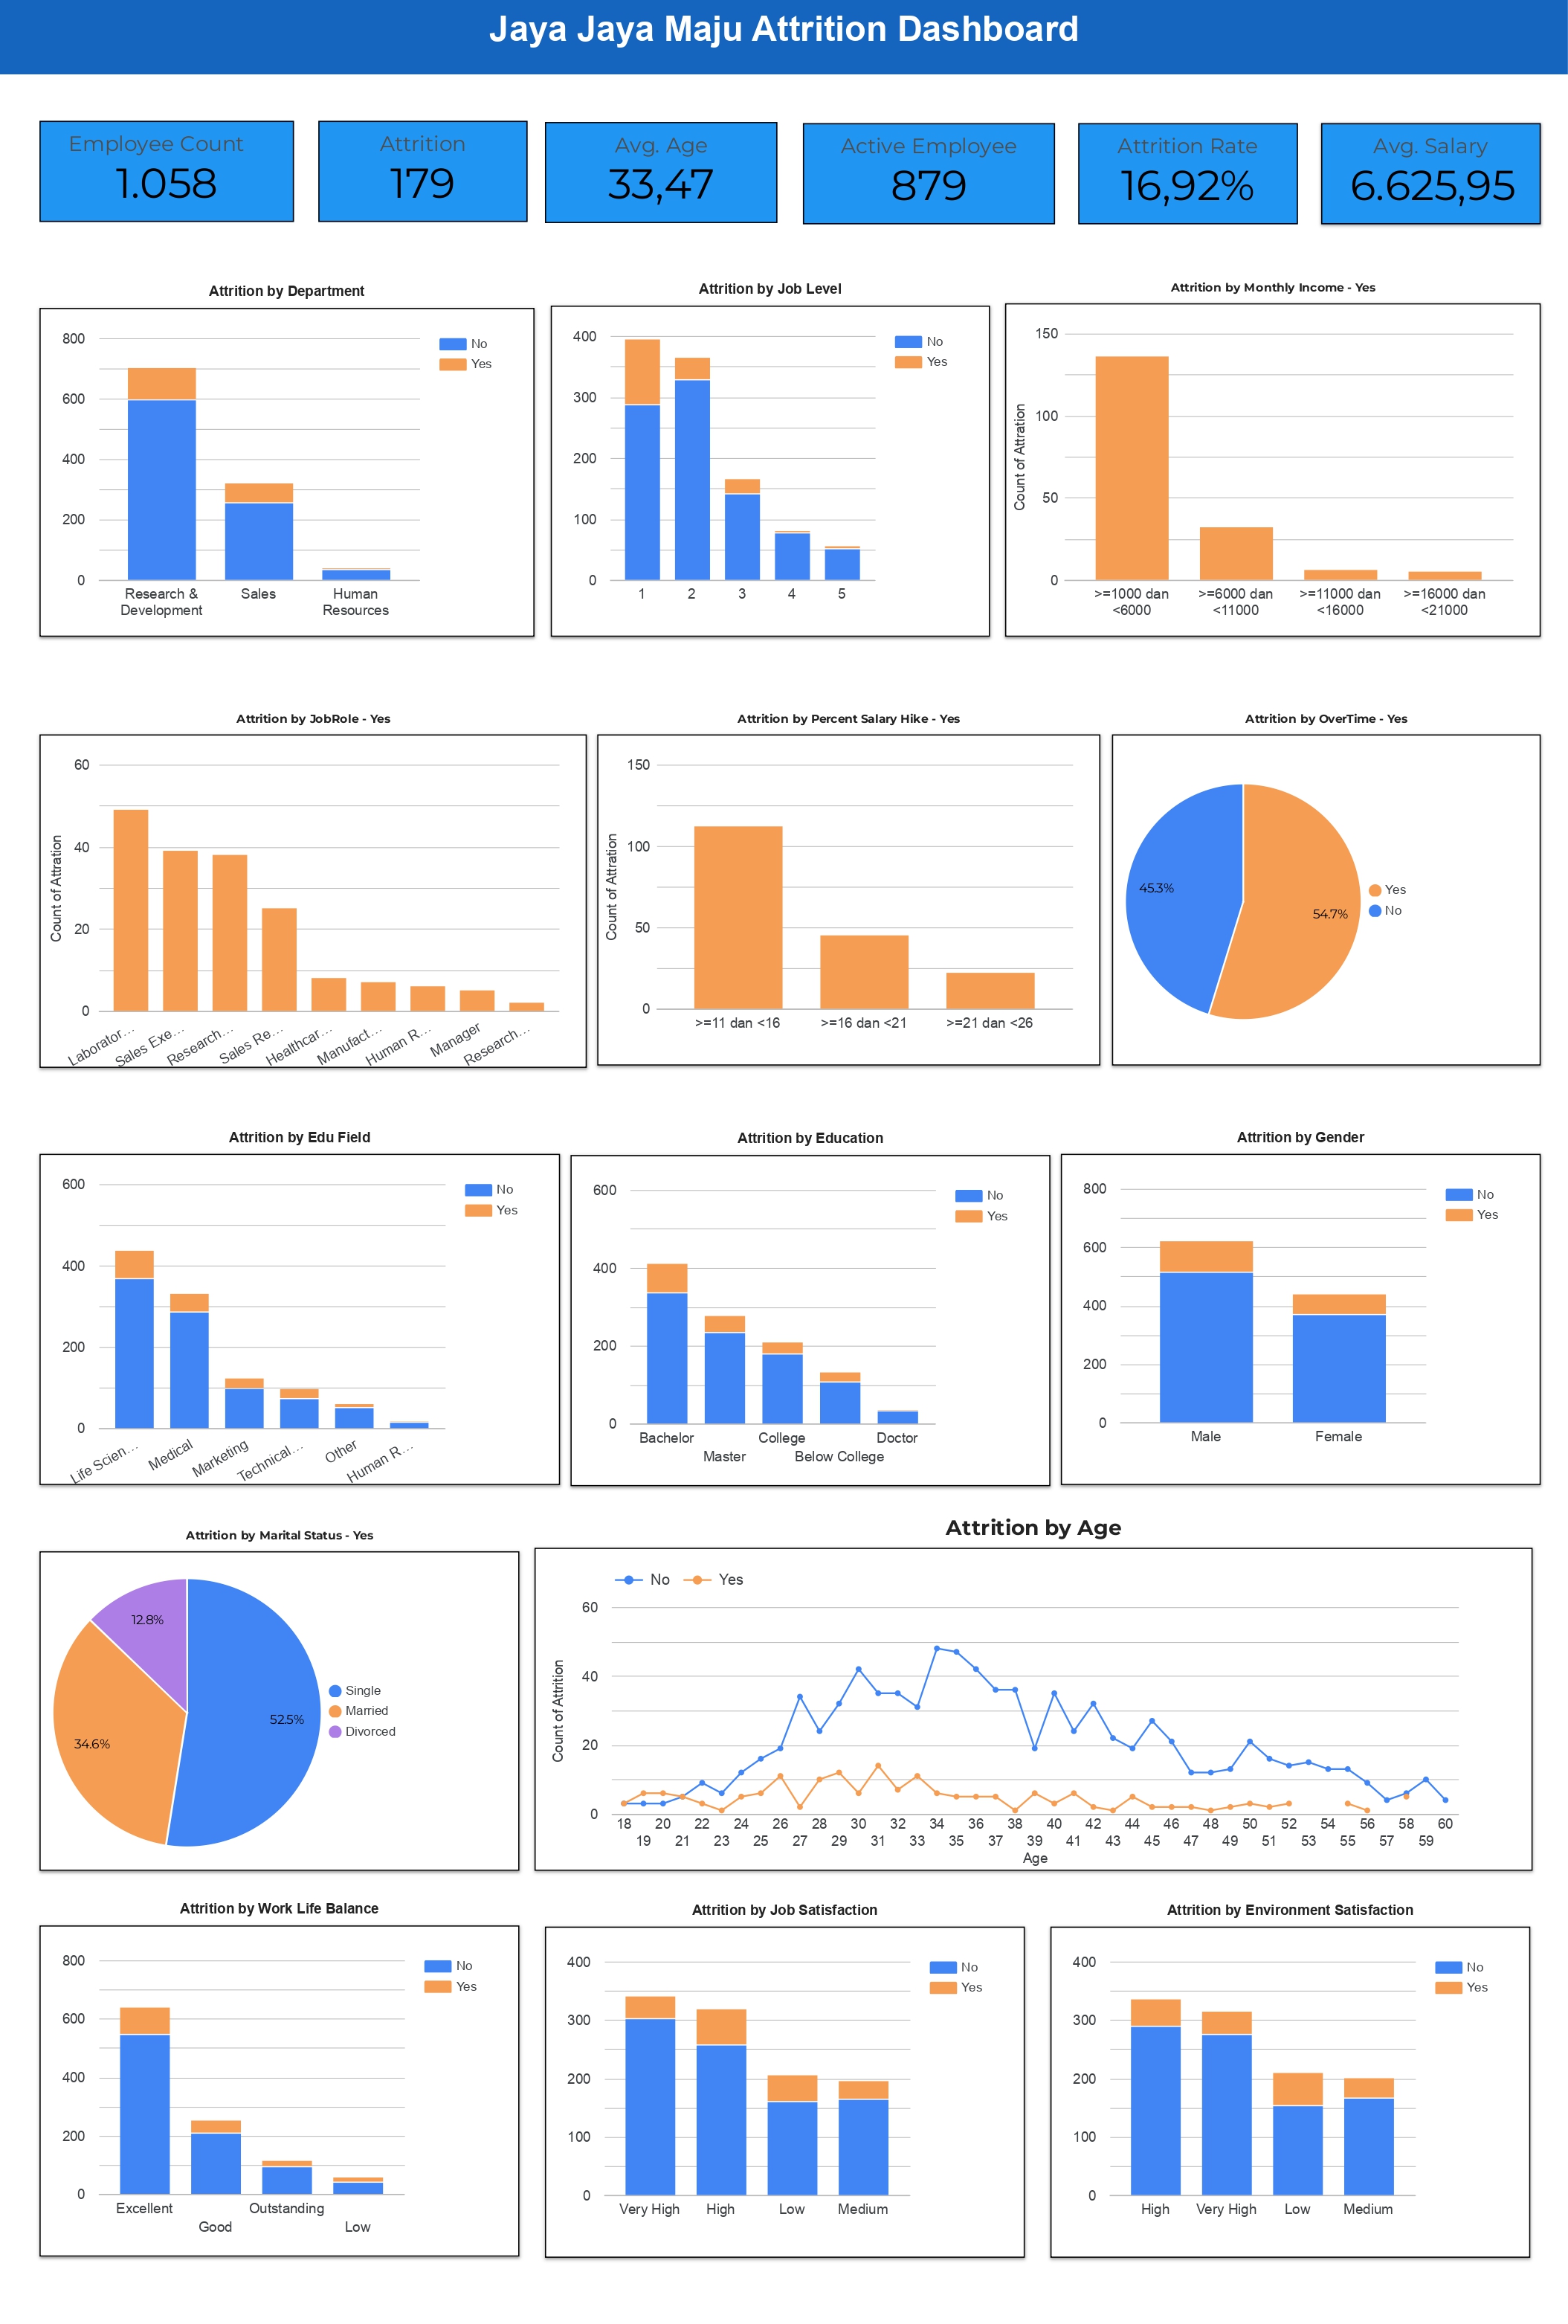 Jaya Jaya Maju Attrition Dashboard
Employee Count
1.058
Attrition
179
Avg. Age
33,47
Active Employee
879
Attrition Rate
16,92%
Avg. Salary
6.625,95
Attrition by Department
800
600
400
200
0
Research &
Development
Sales
Human
Resources
No
Yes
Attrition by Job Level
400
300
200
100
0
1 2 3 4 5
No
Yes
Attrition by Monthly Income - Yes
Count of Attration
150
100
50
0
>=1000 dan
<6000
>=6000 dan
<11000
>=11000 dan
<16000
>=16000 dan
<21000
Attrition by JobRole - Yes
Count of Attration
60
40
20
0
Laborator…
Sales Exe…
Research…
Sales Re…
Healthcar…
Manufact…
Human R…
Manager
Research…
Attrition by Percent Salary Hike - Yes
Count of Attration
150
100
50
0
>=11 dan <16
>=16 dan <21
>=21 dan <26
Attrition by OverTime - Yes
45.3%
54.7%
Yes
No
Attrition by Edu Field
600
400
200
0
Life Scien…
Medical
Marketing
Technical…
Other
Human R…
No
Yes
Attrition by Education
600
400
200
0
Bachelor
Master
College
Below College
Doctor
No
Yes
Attrition by Gender
800
600
400
200
0
Male
Female
No
Yes
Attrition by Marital Status - Yes
12.8%
52.5%
34.6%
Single
Married
Divorced
Attrition by Age
No
Yes
Count of Attrition
60
40
20
0
18 20 22 24 26 28 30 32 34 36 38 40 42 44 46 48 50 52 54 56 58 60
19 21 23 25 27 29 31 33 35 37 39 41 43 45 47 49 51 53 55 57 59
Age
Attrition by Work Life Balance
800
600
400
200
0
Excellent
Good
Outstanding
Low
No
Yes
Attrition by Job Satisfaction
400
300
200
100
0
Very High
High
Low
Medium
No
Yes
Attrition by Environment Satisfaction
400
300
200
100
0
High
Very High
Low
Medium
No
Yes